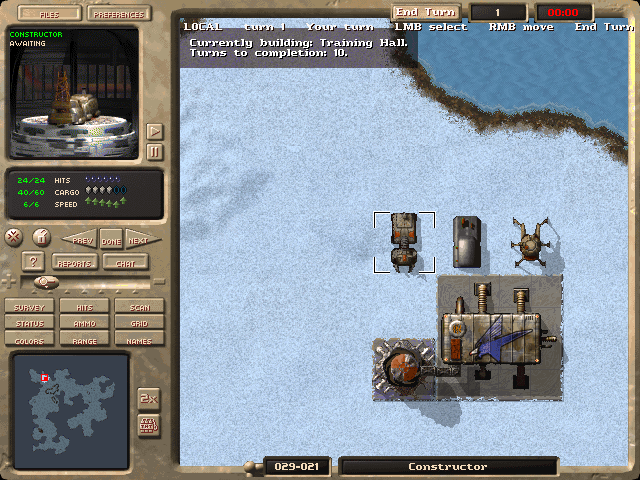 FILES PREFERENCES End Turn 1 00:00
LOCAL turn 1 Your turn LMB select RMB move End Turn
CONSTRUCTOR
AWAITING
Currently building: Training Hall.
Turns to completion: 10.
24/24 HITS
40/60 CARGO
6/6 SPEED
PREV DONE NEXT
? REPORTS CHAT
SURVEY HITS SCAN
STATUS AMMO GRID
COLORS RANGE NAMES
2x
029-021 Constructor